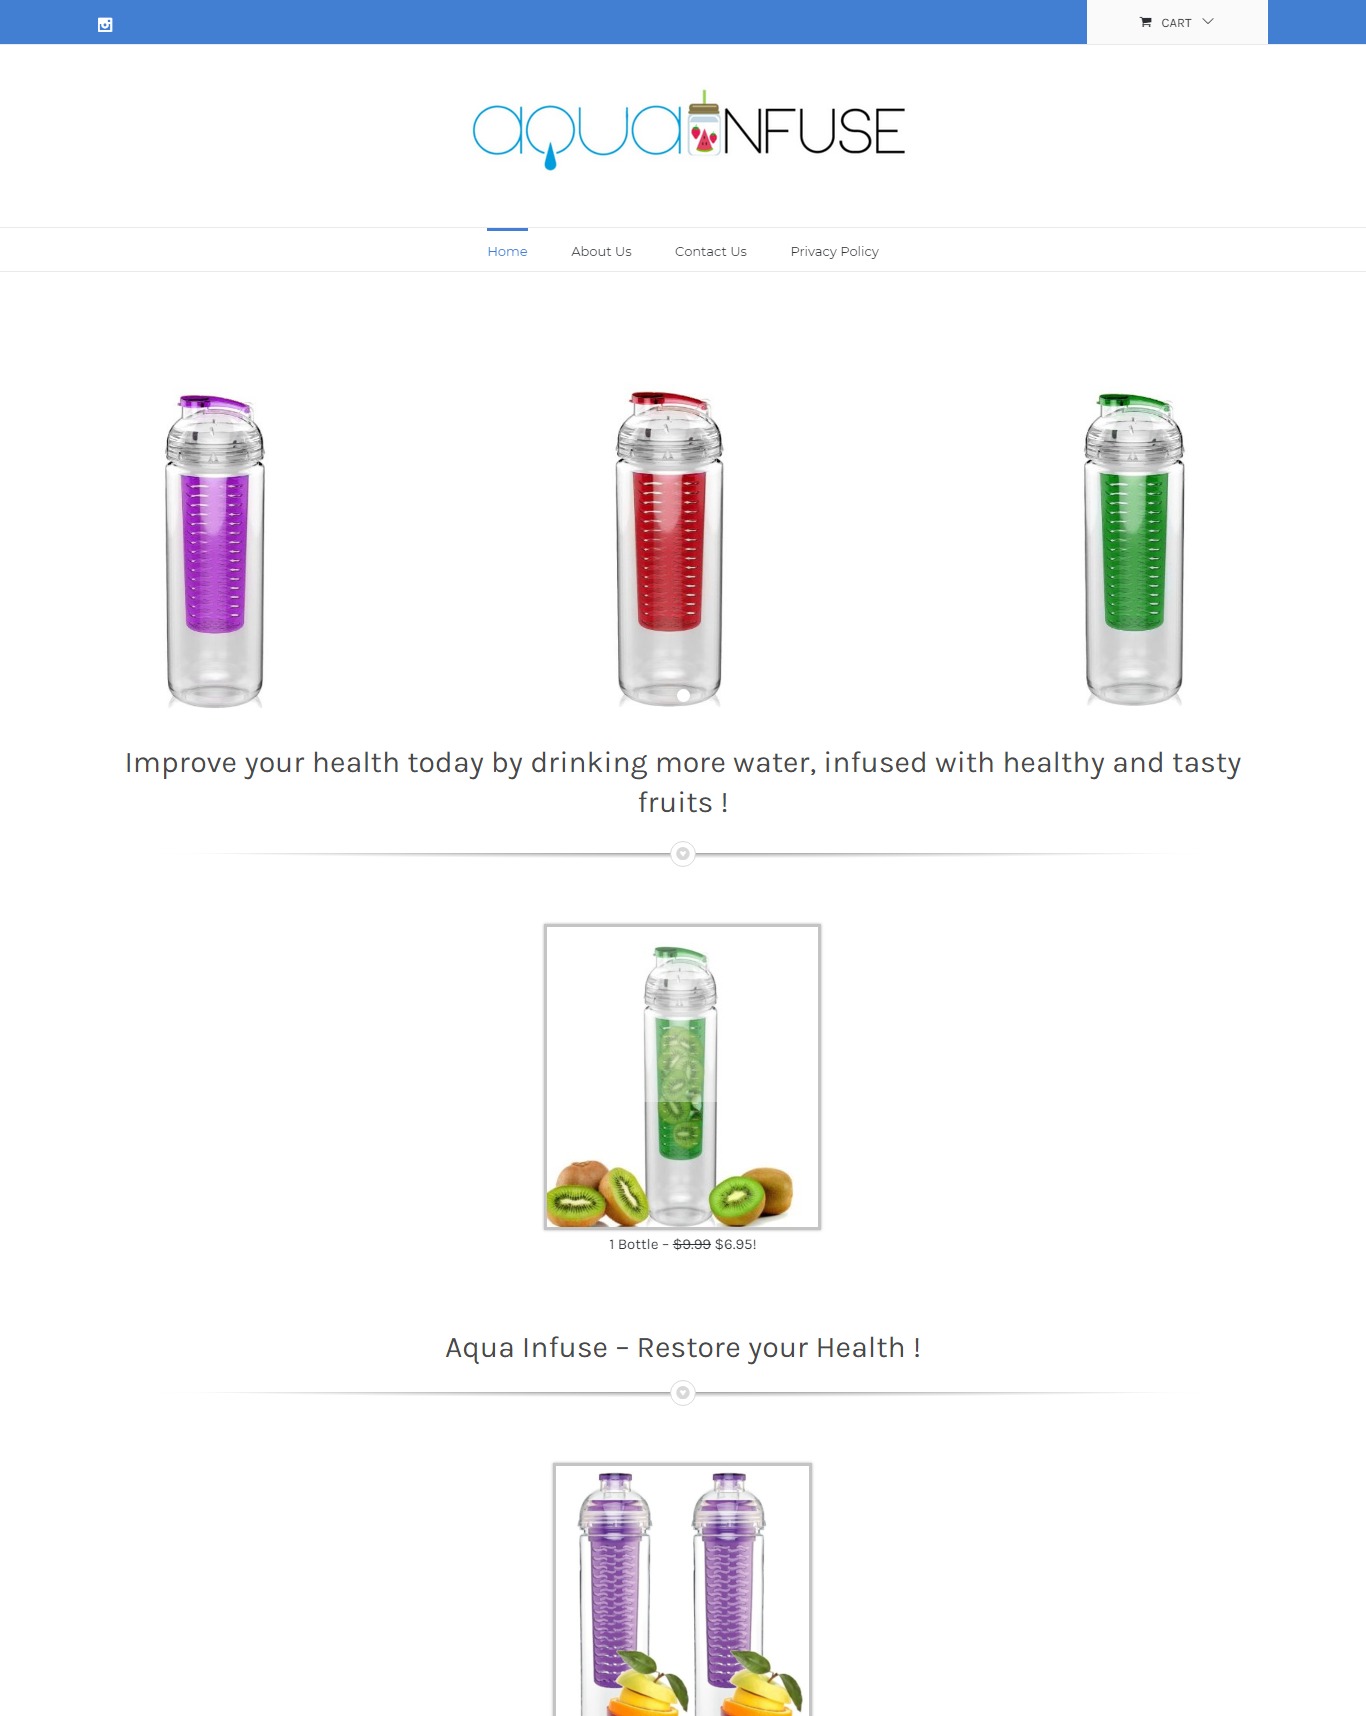 CART
aqua INFUSE
Home About Us Contact Us Privacy Policy
Improve your health today by drinking more water, infused with healthy and tasty
fruits !
1 Bottle – $9.99 $6.95!
Aqua Infuse – Restore your Health !